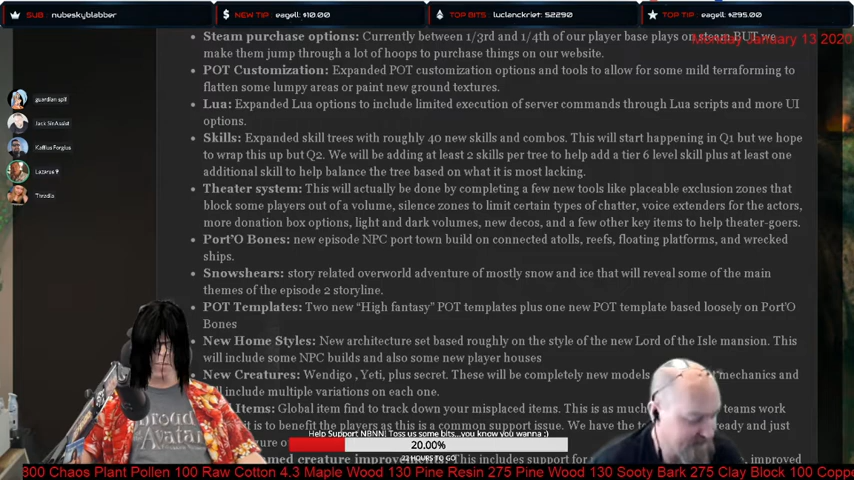 SUB nubeskyblabber
$ NEW TIP : eagell: $10.00
TOP BITS : luclanckriet: 52290
TOP TIP : eagell: $295.00
Monday January 13 2020
• Steam purchase options: Currently between 1/3rd and 1/4th of our player base plays on steam BUT we
make them jump through a lot of hoops to purchase things on our website.
• POT Customization: Expanded POT customization options and tools to allow for some mild terraforming to
flatten some lumpy areas or paint new ground textures.
• Lua: Expanded Lua options to include limited execution of server commands through Lua scripts and more UI
options.
• Skills: Expanded skill trees with roughly 40 new skills and combos. This will start happening in Q1 but we hope
to wrap this up but Q2. We will be adding at least 2 skills per tree to help add a tier 6 level skill plus at least one
additional skill to help balance the tree based on what it is most lacking.
• Theater system: This will actually be done by completing a few new tools like placeable exclusion zones that
block some players out of a volume, silence zones to limit certain types of chatter, voice extenders for the actors,
more donation box options, light and dark volumes, new decos, and a few other key items to help theater-goers.
• Port'O Bones: new episode NPC port town build on connected atolls, reefs, floating platforms, and wrecked
ships.
• Snowshears: story related overworld adventure of mostly snow and ice that will reveal some of the main
themes of the episode 2 storyline.
• POT Templates: Two new “High fantasy” POT templates plus one new POT template based loosely on Port'O
Bones
• New Home Styles: New architecture set based roughly on the style of the new Lord of the Isle mansion. This
will include some NPC builds and also some new player houses
• New Creatures: Wendigo , Yeti, plus secret. These will be completely new models mechanics and
include multiple variations on each one.
Items: Global item find to track down your misplaced items. This is as much teams work
it is to benefit the players as this is a common support issue. We have the ready and just
creature improvements: This includes support for improved
guardian spill
Jack SinAsalat
Kaffius Forgius
Lazarus
Thredia
Shroud
Avatar
Help Support NBNN! Toss us some bits...you know you wanna :)
20.00%
HOURS TO GO
300 Chaos Plant Pollen 100 Raw Cotton 4.3 Maple Wood 130 Pine Resin 275 Pine Wood 130 Sooty Bark 275 Clay Block 100 Coppe